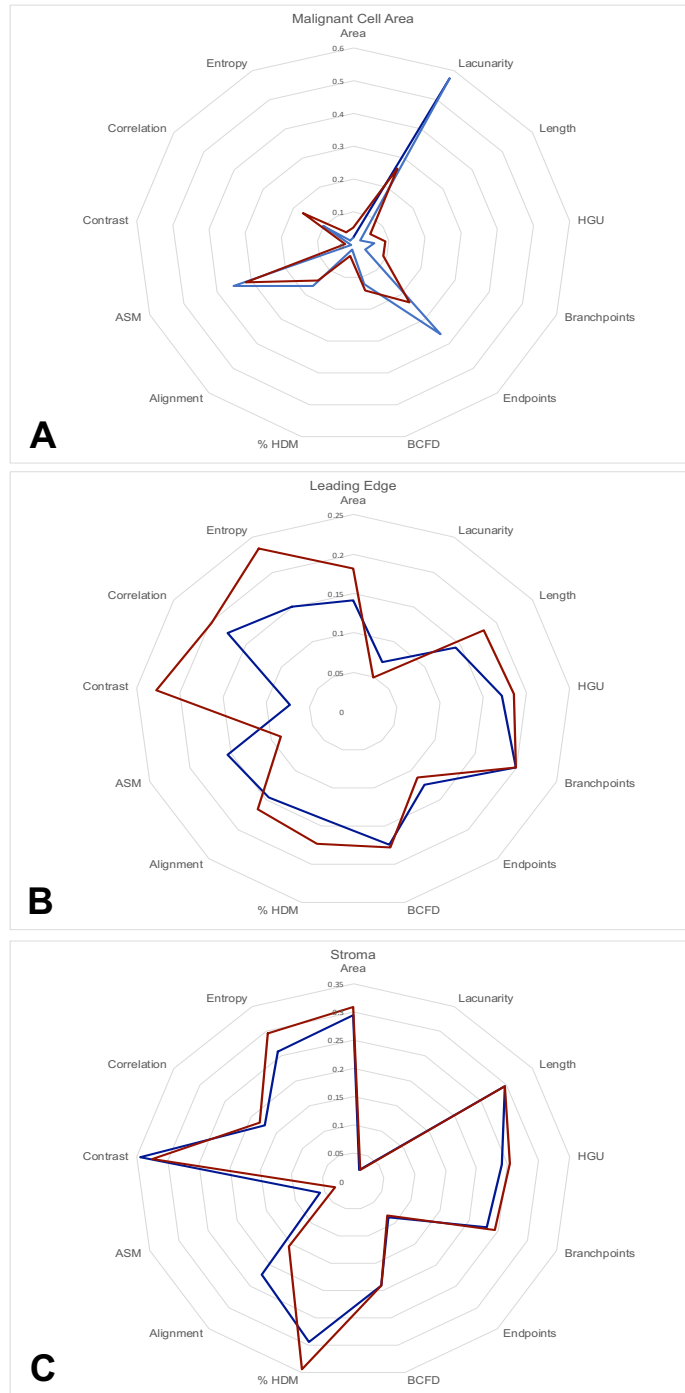 Malignant Cell Area
Area
0.6
Entropy
Lacunarity
0.5
Correlation
Length
0.4
0.3
0.2
Contrast
0.1
HGU
ASM
Branchpoints
Alignment
Endpoints
% HDM
BCFD
A
Leading Edge
Area
0.25
Entropy
Lacunarity
0.2
Correlation
Length
0.15
0.1
Contrast
0.05
HGU
0
ASM
Branchpoints
Alignment
Endpoints
% HDM
BCFD
B
Stroma
Area
0.35
Entropy
Lacunarity
0.3
0.25
Correlation
Length
0.2
0.15
0.1
Contrast
HGU
0.05
0
ASM
Branchpoints
Alignment
Endpoints
% HDM
BCFD
C